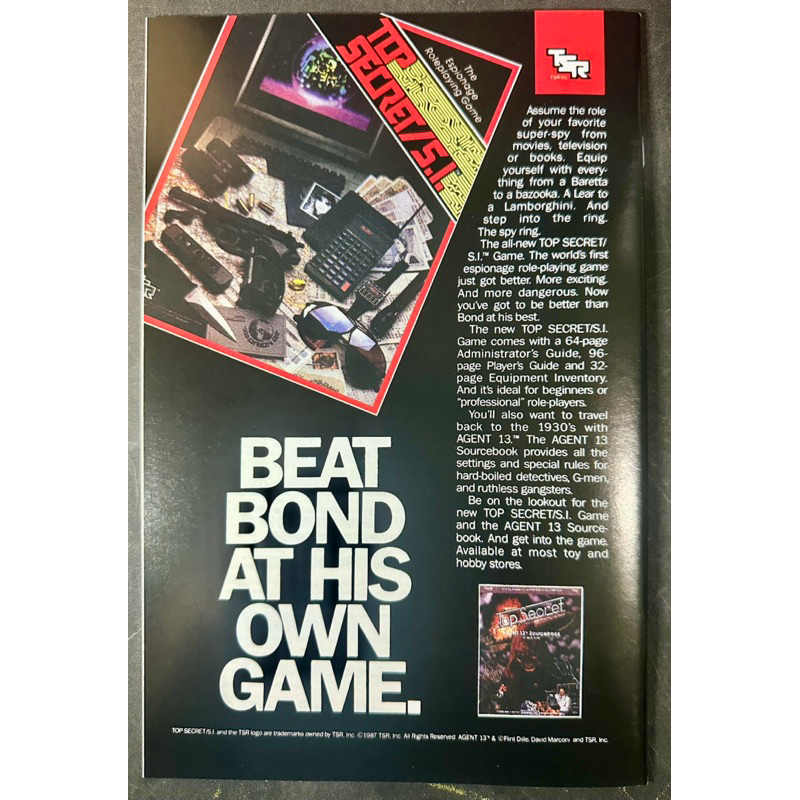 TOP
SECRET/S.I.™
The
Espionage
Roleplaying Game
TSR
Assume the role
of your favorite
super-spy from
movies, television
or books. Equip
yourself with every-
thing from a Baretta
to a bazooka. A Lear to
a Lamborghini. And
step into the ring.
The spy ring.
The all-new TOP SECRET/
S.I.™ Game. The world's first
espionage role-playing game
just got better. More exciting.
And more dangerous. Now
you've got to be better than
Bond at his best.
The new TOP SECRET/S.I.
Game comes with a 64-page
Administrator's Guide, 96-
page Player's Guide and 32-
page Equipment Inventory.
And it's ideal for beginners or
"professional" role-players.
You'll also want to travel
back to the 1930's with
AGENT 13.™ The AGENT 13
Sourcebook provides all the
settings and special rules for
hard-boiled detectives, G-men,
and ruthless gangsters.
Be on the lookout for the
new TOP SECRET/S.I. Game
and the AGENT 13 Source-
book. And get into the game.
Available at most toy and
hobby stores.
BEAT
BOND
AT HIS
OWN
GAME.
Top Secret
AGENT 13™ Sourcebook
TOP SECRET/S.I. and the TSR logo are trademarks owned by TSR, Inc. ©1987 TSR, Inc. All Rights Reserved. AGENT 13™ & ©Flint Dille, David Marconi and TSR, Inc.